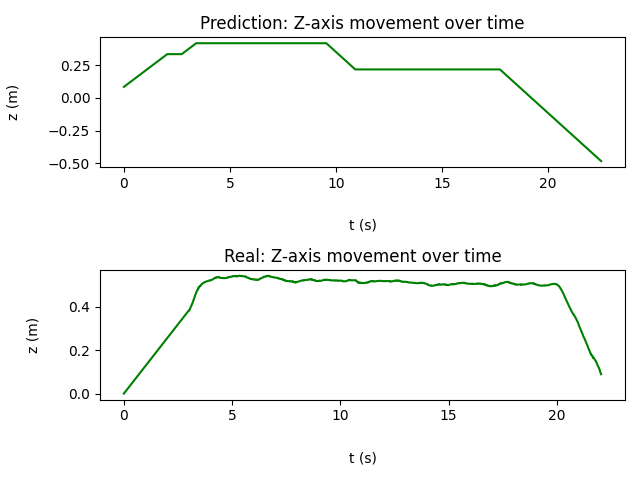 Prediction: Z-axis movement over time
z (m)
0.25
0.00
−0.25
−0.50
0
5
10
15
20
t (s)
Real: Z-axis movement over time
z (m)
0.4
0.2
0.0
0
5
10
15
20
t (s)